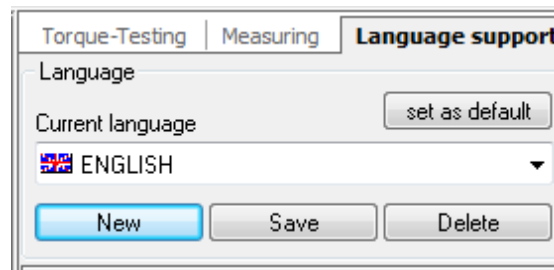 Torque-Testing Measuring Language support
Language
set as default
Current language
ENGLISH
New Save Delete